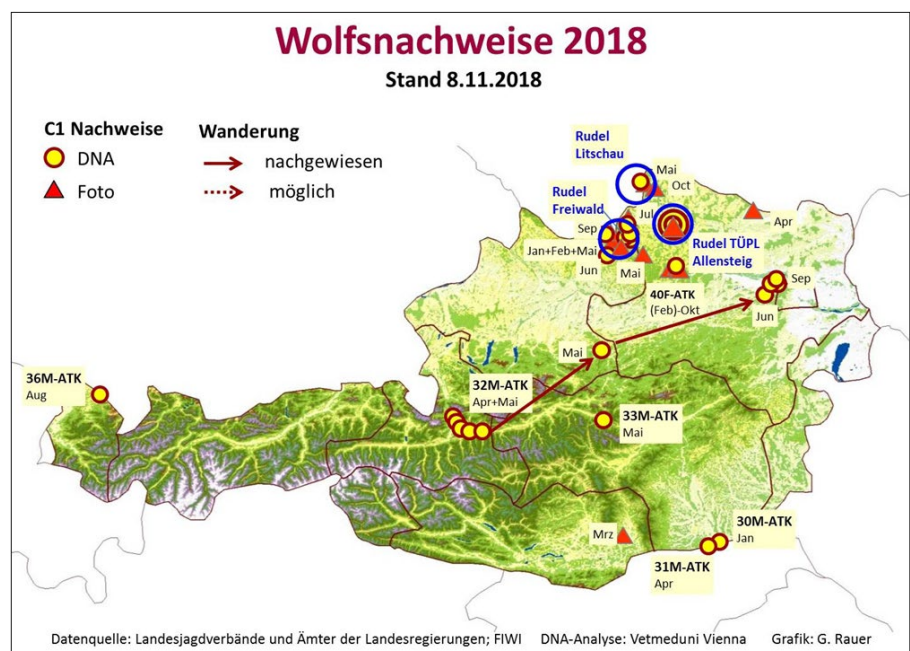 Wolfsnachweise 2018
Stand 8.11.2018
C1 Nachweise
DNA
Foto
Wanderung
nachgewiesen
möglich
Rudel
Litschau
Mai
Oct
Rudel
Freiwald
Jul
Sep
Jan+Feb+Mai
Jun
Mai
Apr
Rudel TÜPL
Allensteig
40F-ATK
(Feb)-Okt
Sep
Jun
Mai
36M-ATK
Aug
32M-ATK
Apr+Mai
33M-ATK
Mai
Mrz
30M-ATK
Jan
31M-ATK
Apr
Datenquelle: Landesjagdverbände und Ämter der Landesregierungen; FIWI DNA-Analyse: Vetmeduni Vienna Grafik: G. Rauer